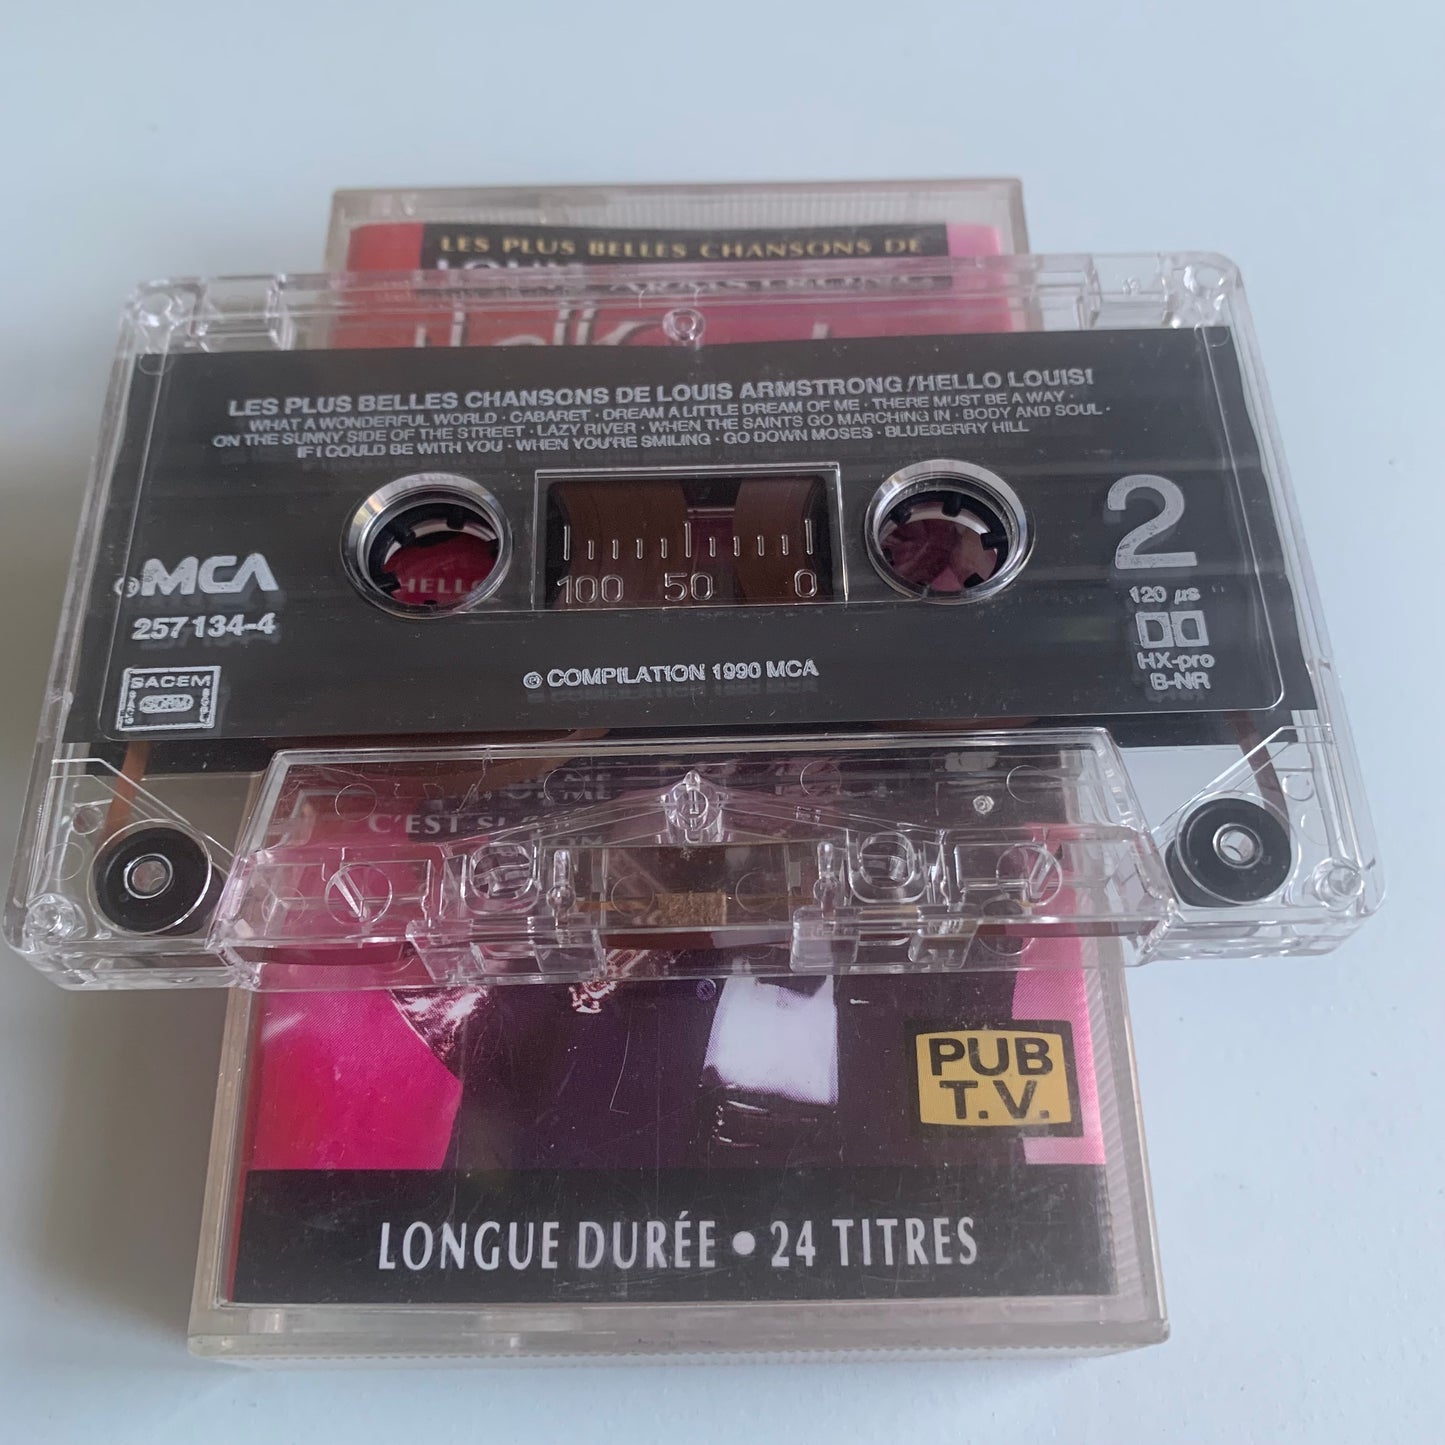 LES PLUS BELLES CHANSONS DE
LES PLUS BELLES CHANSONS DE LOUIS ARMSTRONG/HELLO LOUIS!
WHAT A WONDERFUL WORLD · CABARET · DREAM A LITTLE DREAM OF ME · THERE MUST BE A WAY ·
ON THE SUNNY SIDE OF THE STREET · LAZY RIVER · WHEN THE SAINTS GO MARCHING IN · BODY AND SOUL ·
IF I COULD BE WITH YOU · WHEN YOU'RE SMILING · GO DOWN MOSES · BLUEBERRY HILL
2
HELLO
100 50 0
MCA
257 134-4
120 µs
HX-pro
B-NR
SACEM
℗ COMPILATION 1990 MCA
C'EST SI
PUB
T.V.
LONGUE DURÉE • 24 TITRES